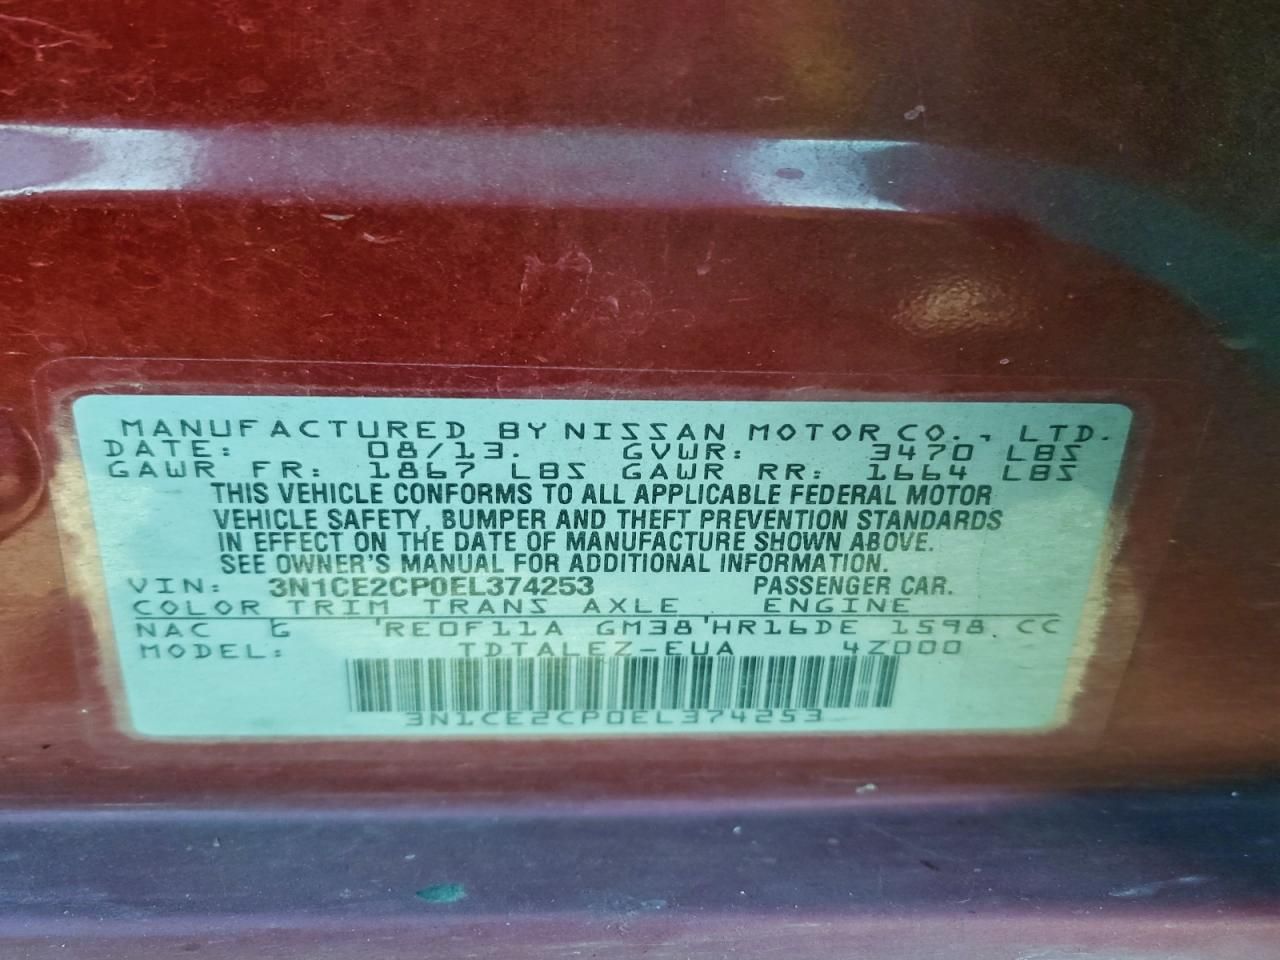 MANUFACTURED BY NISSAN MOTOR CO., LTD.
DATE: 08/13. GVWR: 3470 LBS
GAWR FR: 1867 LBS GAWR RR: 1664 LBS
THIS VEHICLE CONFORMS TO ALL APPLICABLE FEDERAL MOTOR
VEHICLE SAFETY, BUMPER AND THEFT PREVENTION STANDARDS
IN EFFECT ON THE DATE OF MANUFACTURE SHOWN ABOVE.
SEE OWNER'S MANUAL FOR ADDITIONAL INFORMATION.
VIN: 3N1CE2CP0EL374253 PASSENGER CAR.
COLOR TRIM TRANS AXLE ENGINE
NAC G RE0F11A GM38 HR16DE 1598 CC
MODEL: TDTALEZ-EUA 4Z000
3N1CE2CP0EL374253